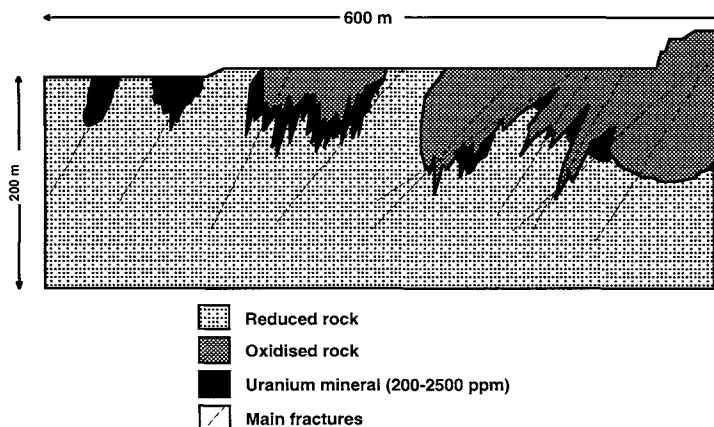 600 m
200 m
Reduced rock
Oxidised rock
Uranium mineral (200-2500 ppm)
Main fractures